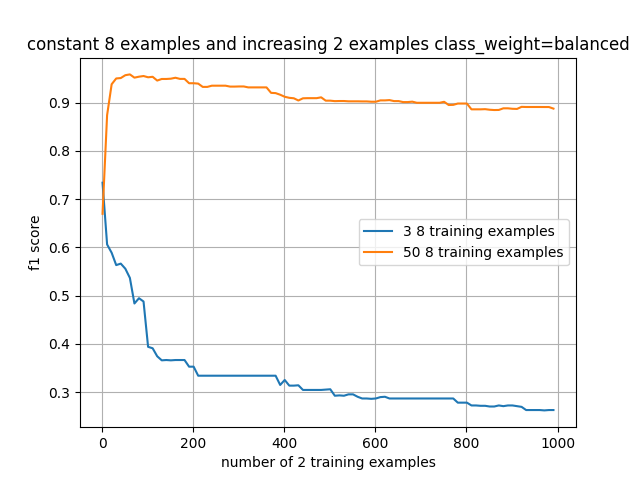 constant 8 examples and increasing 2 examples class_weight=balanced
0.9
0.8
0.7
0.6
0.5
0.4
0.3
f1 score
3 8 training examples
50 8 training examples
0 200 400 600 800 1000
number of 2 training examples